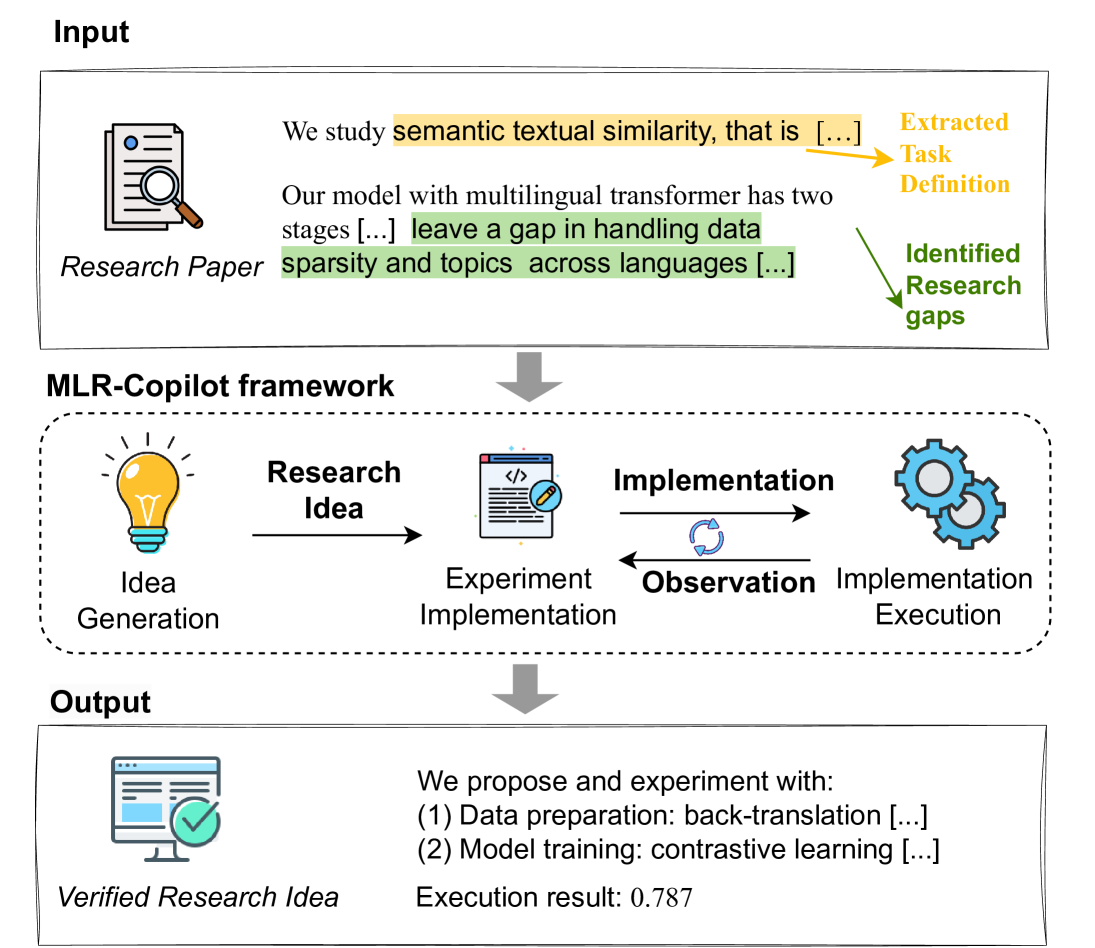 Input
We study semantic textual similarity, that is [...]
Extracted
Task
Definition
Our model with multilingual transformer has two
stages [...] leave a gap in handling data
sparsity and topics across languages [...]
Identified
Research
gaps
Research Paper
MLR-Copilot framework
Research
Idea
</>
Implementation
Observation
Idea
Generation
Experiment
Implementation
Implementation
Execution
Output
We propose and experiment with:
(1) Data preparation: back-translation [...]
(2) Model training: contrastive learning [...]
Verified Research Idea
Execution result: 0.787